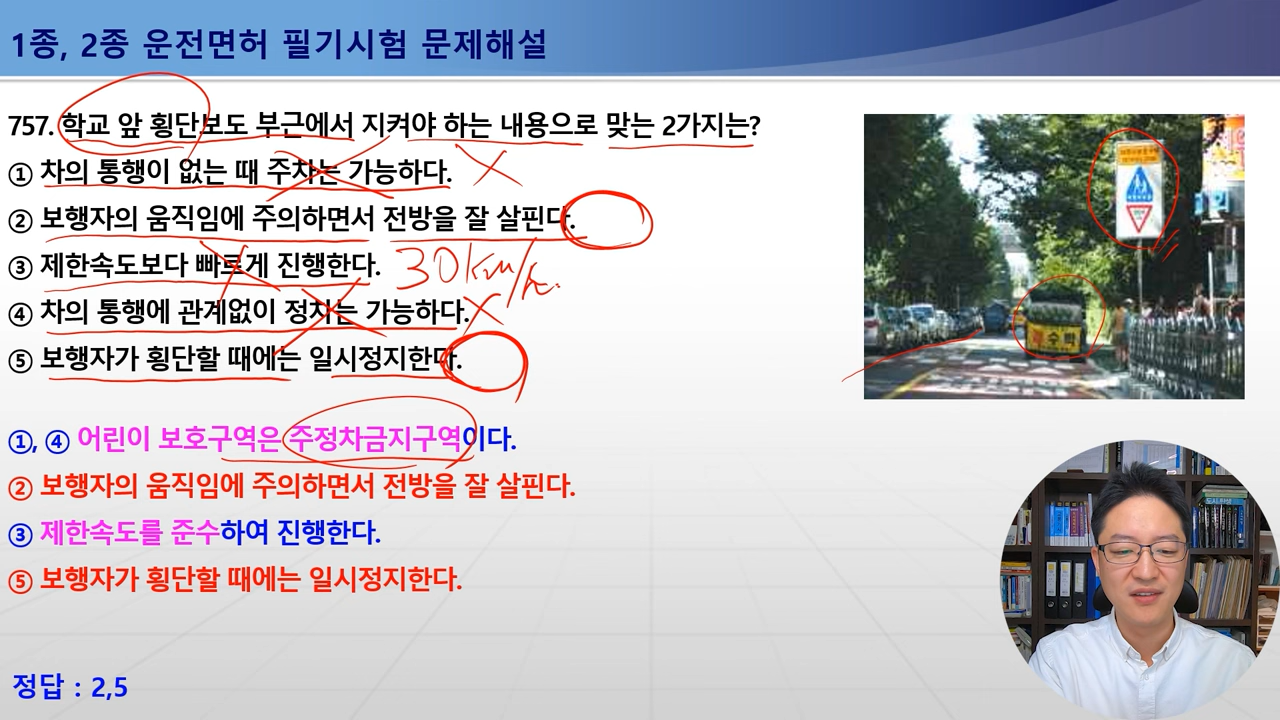 1종, 2종 운전면허 필기시험 문제해설
757. 학교 앞 횡단보도 부근에서 지켜야 하는 내용으로 맞는 2가지는?
① 차의 통행이 없는 때 주차는 가능하다.
② 보행자의 움직임에 주의하면서 전방을 잘 살핀다.
③ 제한속도보다 빠르게 진행한다. 30km/h.
④ 차의 통행에 관계없이 정차는 가능하다.
⑤ 보행자가 횡단할 때에는 일시정지한다.
수박
①, ④ 어린이 보호구역은 주정차금지구역이다.
② 보행자의 움직임에 주의하면서 전방을 잘 살핀다.
③ 제한속도를 준수하여 진행한다.
⑤ 보행자가 횡단할 때에는 일시정지한다.
정답 : 2,5